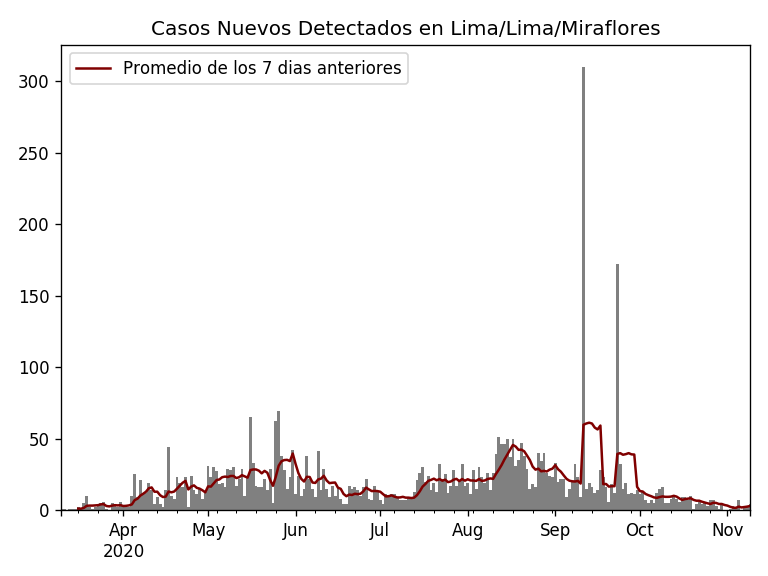 Casos Nuevos Detectados en Lima/Lima/Miraflores
Promedio de los 7 dias anteriores
300
250
200
150
100
50
0
Apr May Jun Jul Aug Sep Oct Nov
2020